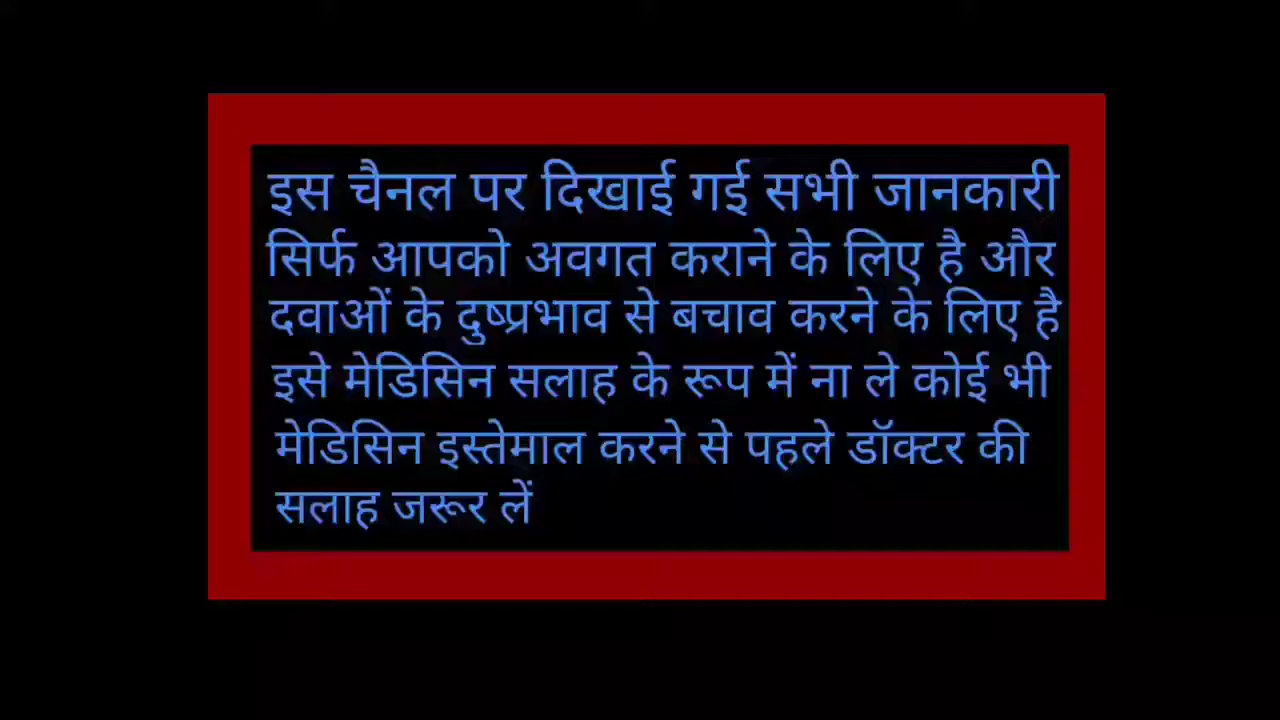 इस चैनल पर दिखाई गई सभी जानकारी
सिर्फ आपको अवगत कराने के लिए है और
दवाओं के दुष्प्रभाव से बचाव करने के लिए है
इसे मेडिसिन सलाह के रूप में ना ले कोई भी
मेडिसिन इस्तेमाल करने से पहले डॉक्टर की
सलाह जरूर लें